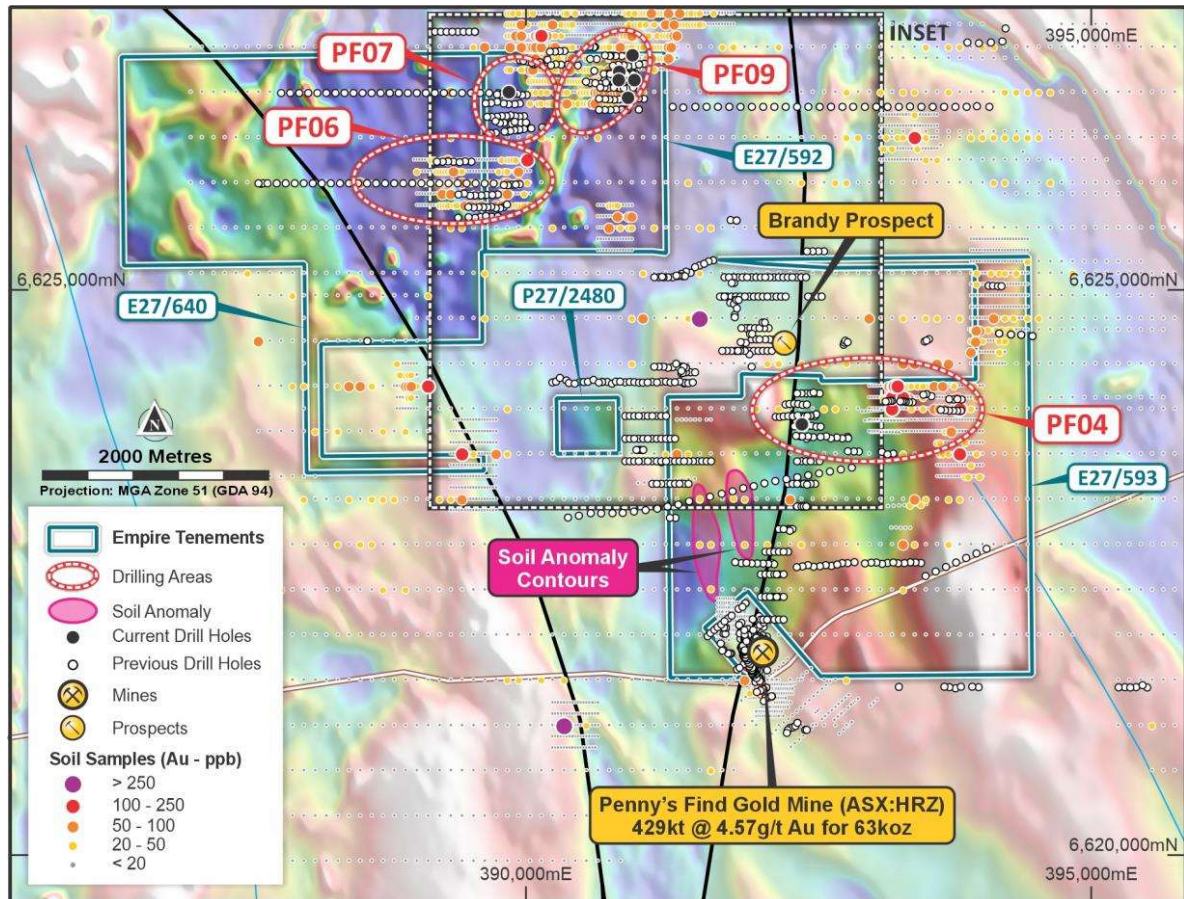 INSET
395,000mE
PF07
PF09
PF06
E27/592
Brandy Prospect
6,625,000mN
6,625,000mN
E27/640
P27/2480
N
2000 Metres
Projection: MGA Zone 51 (GDA 94)
PF04
E27/593
Empire Tenements
Drilling Areas
Soil Anomaly
Current Drill Holes
Previous Drill Holes
Mines
Prospects
Soil Samples (Au - ppb)
> 250
100 - 250
50 - 100
20 - 50
< 20
Soil Anomaly
Contours
Penny's Find Gold Mine (ASX:HRZ)
429kt @ 4.57g/t Au for 63koz
6,620,000mN
390,000mE
395,000mE